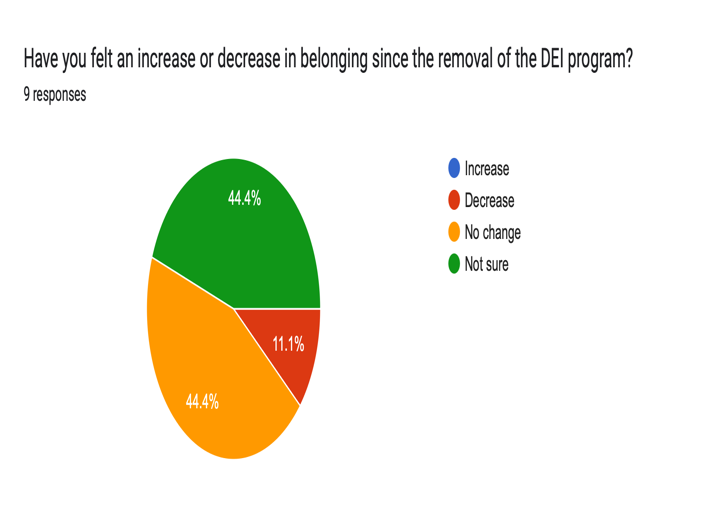 Have you felt an increase or decrease in belonging since the removal of the DEI program?
9 responses
44.4%
11.1%
44.4%
Increase
Decrease
No change
Not sure